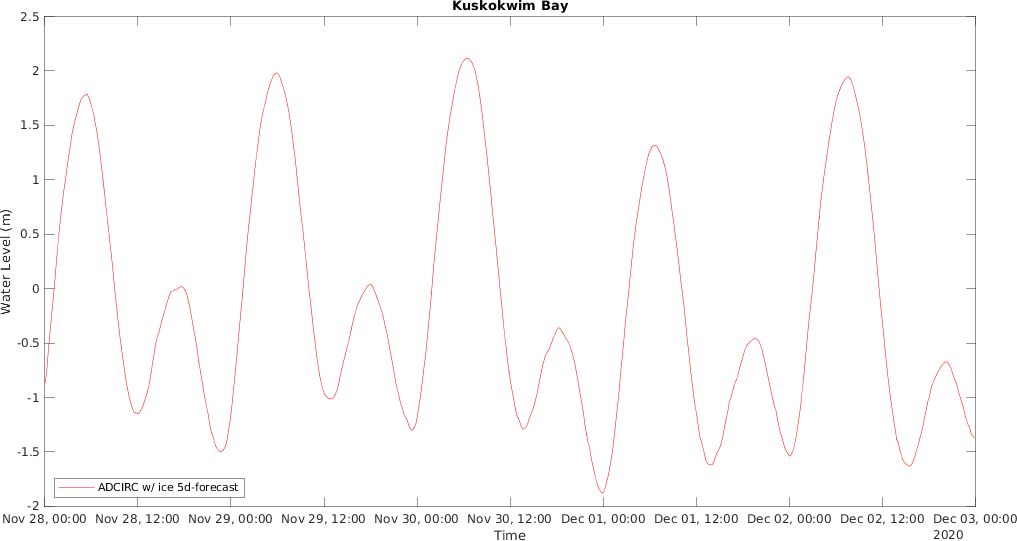 Kuskokwim Bay
2.5
2
1.5
1
0.5
0
-0.5
-1
-1.5
-2
Water Level (m)
ADCIRC w/ ice 5d-forecast
Nov 28, 00:00 Nov 28, 12:00 Nov 29, 00:00 Nov 29, 12:00 Nov 30, 00:00 Nov 30, 12:00 Dec 01, 00:00 Dec 01, 12:00 Dec 02, 00:00 Dec 02, 12:00 Dec 03, 00:00
Time
2020